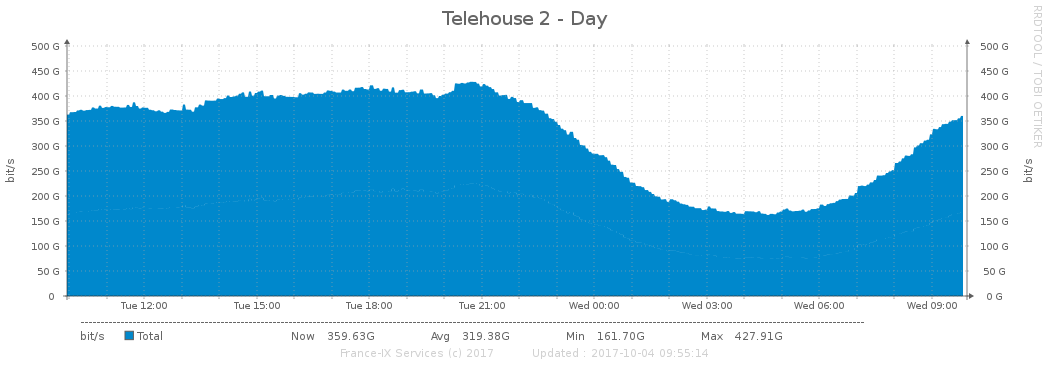 Telehouse 2 - Day
RRDTOOL / TOBI OETIKER
500 G 500 G
450 G 450 G
400 G 400 G
350 G 350 G
300 G 300 G
250 G 250 G
200 G 200 G
150 G 150 G
100 G 100 G
50 G 50 G
0 0 G
bit/s bit/s
Tue 12:00 Tue 15:00 Tue 18:00 Tue 21:00 Wed 00:00 Wed 03:00 Wed 06:00 Wed 09:00
bit/s Total Now 359.63G Avg 319.38G Min 161.70G Max 427.91G
France-IX Services (c) 2017 Updated : 2017-10-04 09:55:14